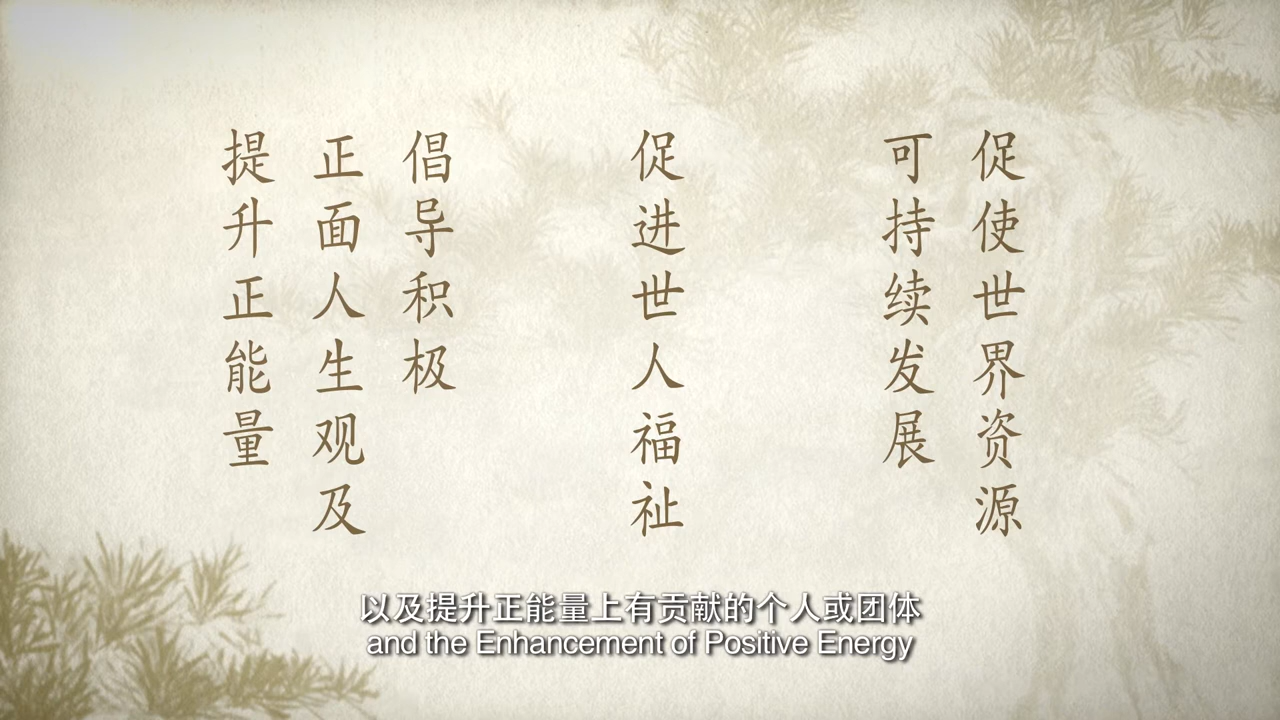 促使世界资源
可持续发展
促进世人福祉
倡导积极
正面人生观及
提升正能量
以及提升正能量上有贡献的个人或团体
and the Enhancement of Positive Energy